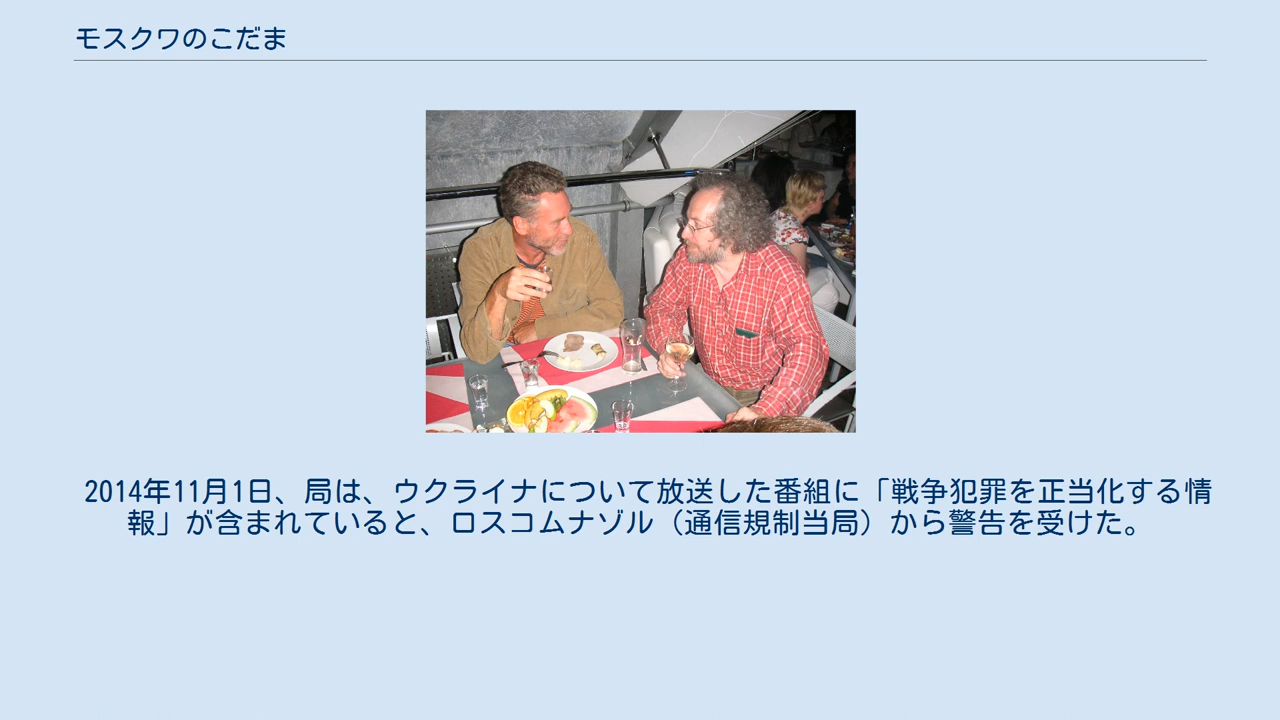 モスクワのこだま
2014年11月1日、局は、ウクライナについて放送した番組に「戦争犯罪を正当化する情
報」が含まれていると、ロスコムナゾル（通信規制当局）から警告を受けた。